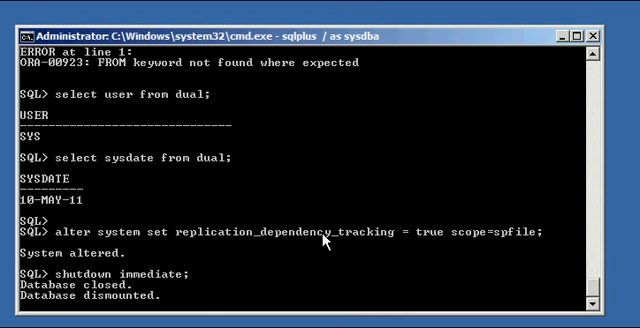 Administrator: C:\Windows\system32\cmd.exe - sqlplus / as sysdba
ERROR at line 1:
ORA-00923: FROM keyword not found where expected
SQL> select user from dual;
USER
------------------------------
SYS
SQL> select sysdate from dual;
SYSDATE
---------
10-MAY-11
SQL>
SQL> alter system set replication_dependency_tracking = true scope=spfile;
System altered.
SQL> shutdown immediate;
Database closed.
Database dismounted.